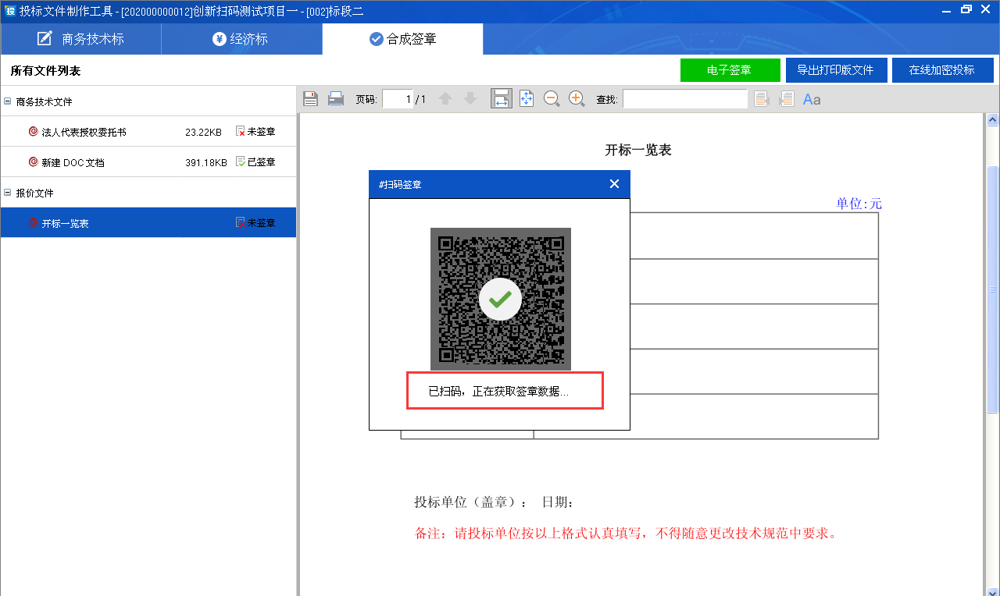 投 投标文件制作工具 - [202000000012]创新扫码测试项目一 - [002]标段二
商务技术标
¥ 经济标
合成签章
所有文件列表
电子签章
导出打印版文件
在线加密投标
商务技术文件
法人代表授权委托书 23.22KB 未签章
新建 DOC 文档 391.18KB 已签章
报价文件
开标一览表 未签章
页码: 1 /1
查找:
Aa
开标一览表
单位:元
#扫码签章
已扫码，正在获取签章数据...
投标单位（盖章）： 日期：
备注：请投标单位按以上格式认真填写，不得随意更改技术规范中要求。